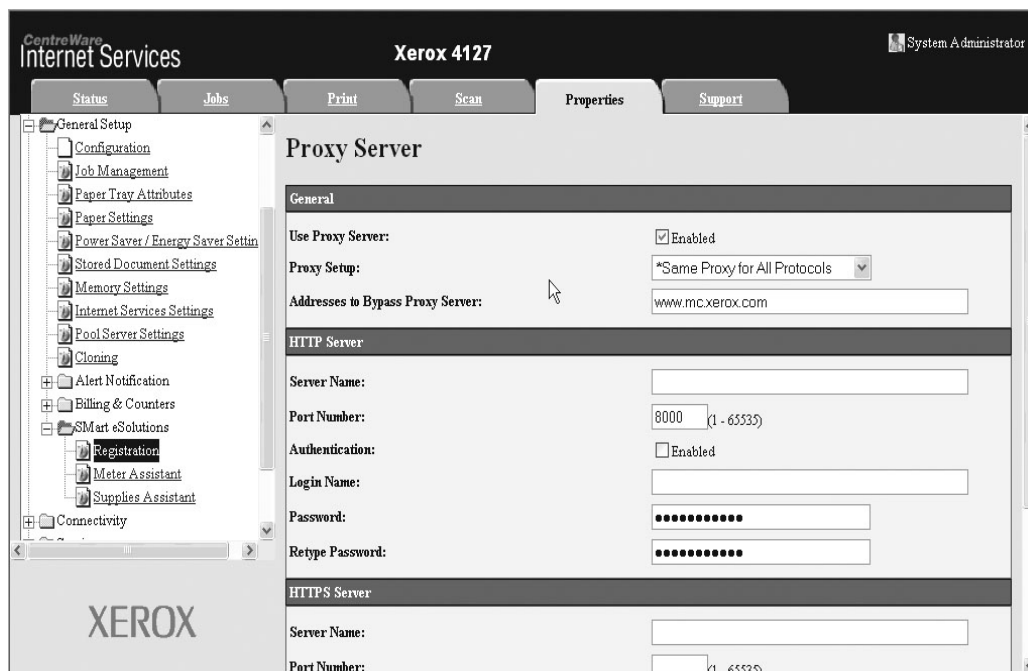 CentreWare
Internet Services
Xerox 4127
System Administrator
Status
Jobs
Print
Scan
Properties
Support
General Setup
Configuration
Job Management
Paper Tray Attributes
Paper Settings
Power Saver / Energy Saver Settin
Stored Document Settings
Memory Settings
Internet Services Settings
Pool Server Settings
Cloning
Alert Notification
Billing & Counters
SMart eSolutions
Registration
Meter Assistant
Supplies Assistant
Connectivity
XEROX
Proxy Server
General
Use Proxy Server: Enabled
Proxy Setup: *Same Proxy for All Protocols
Addresses to Bypass Proxy Server: www.mc.xerox.com
HTTP Server
Server Name:
Port Number: 8000 (1 - 65535)
Authentication: Enabled
Login Name:
Password: •••••••••••
Retype Password: •••••••••••
HTTPS Server
Server Name:
Port Number: (1 - 65535)